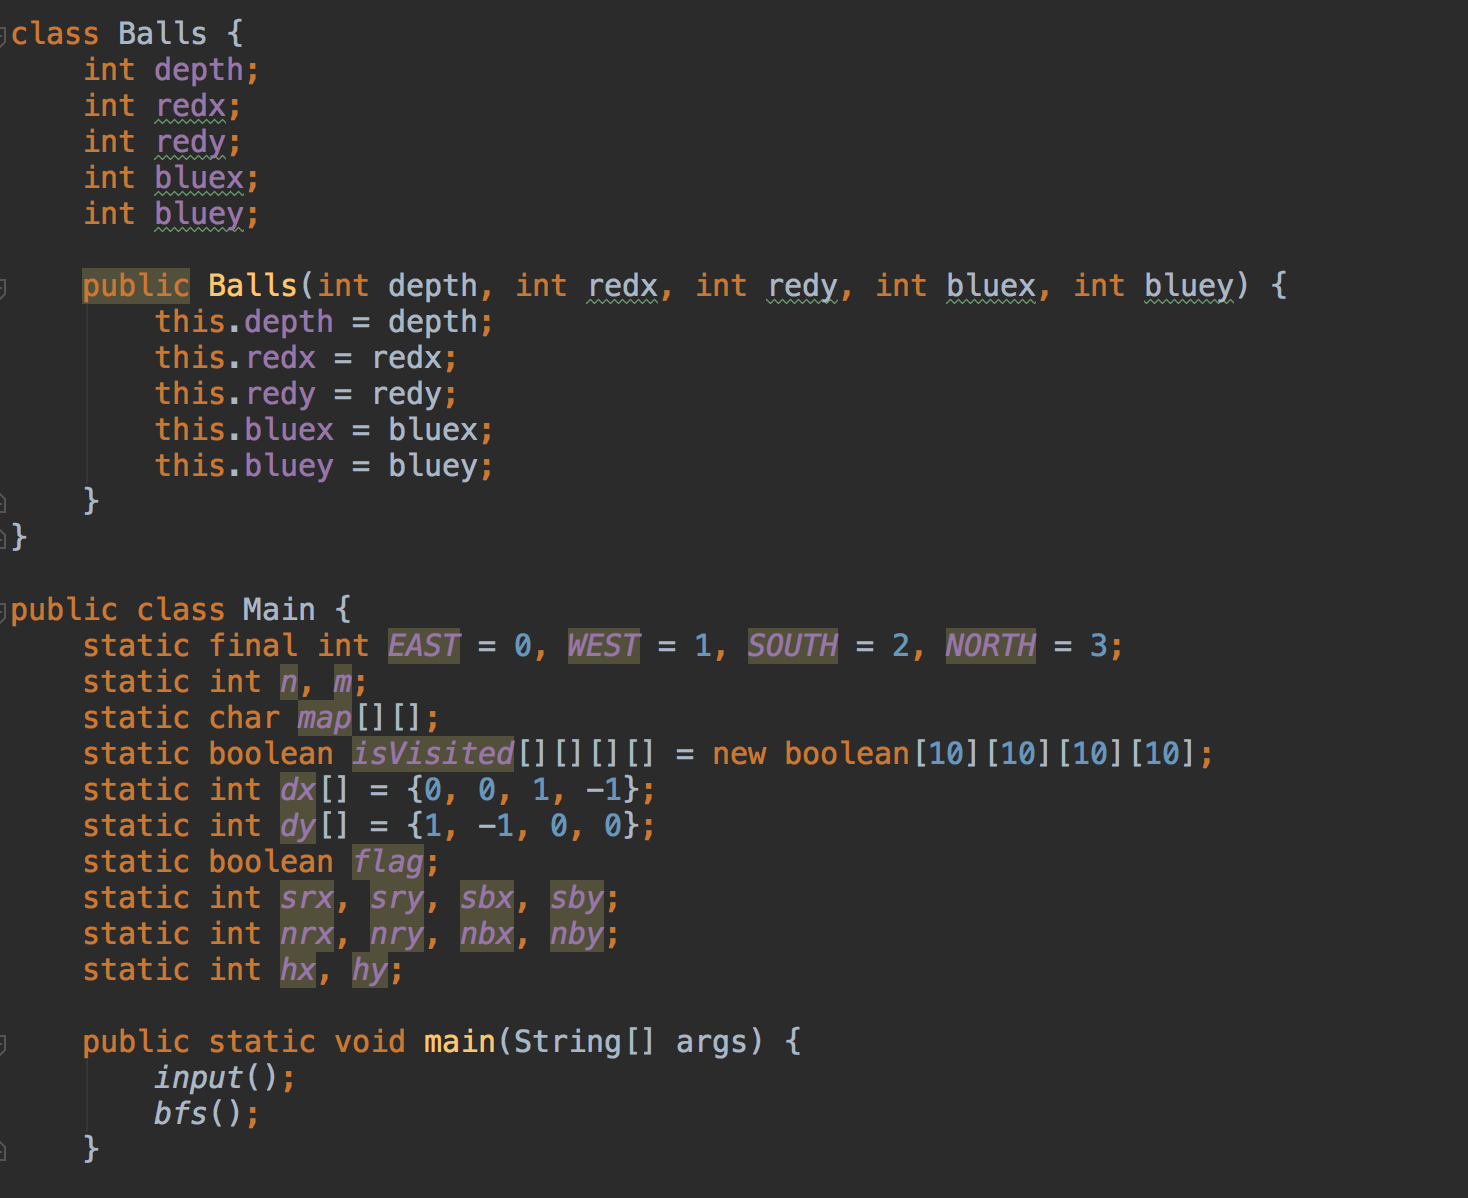 class Balls {
    int depth;
    int redx;
    int redy;
    int bluex;
    int bluey;

    public Balls(int depth, int redx, int redy, int bluex, int bluey) {
        this.depth = depth;
        this.redx = redx;
        this.redy = redy;
        this.bluex = bluex;
        this.bluey = bluey;
    }
}

public class Main {
    static final int EAST = 0, WEST = 1, SOUTH = 2, NORTH = 3;
    static int n, m;
    static char map[][];
    static boolean isVisited[][][][] = new boolean[10][10][10][10];
    static int dx[] = {0, 0, 1, -1};
    static int dy[] = {1, -1, 0, 0};
    static boolean flag;
    static int srx, sry, sbx, sby;
    static int nrx, nry, nbx, nby;
    static int hx, hy;

    public static void main(String[] args) {
        input();
        bfs();
    }